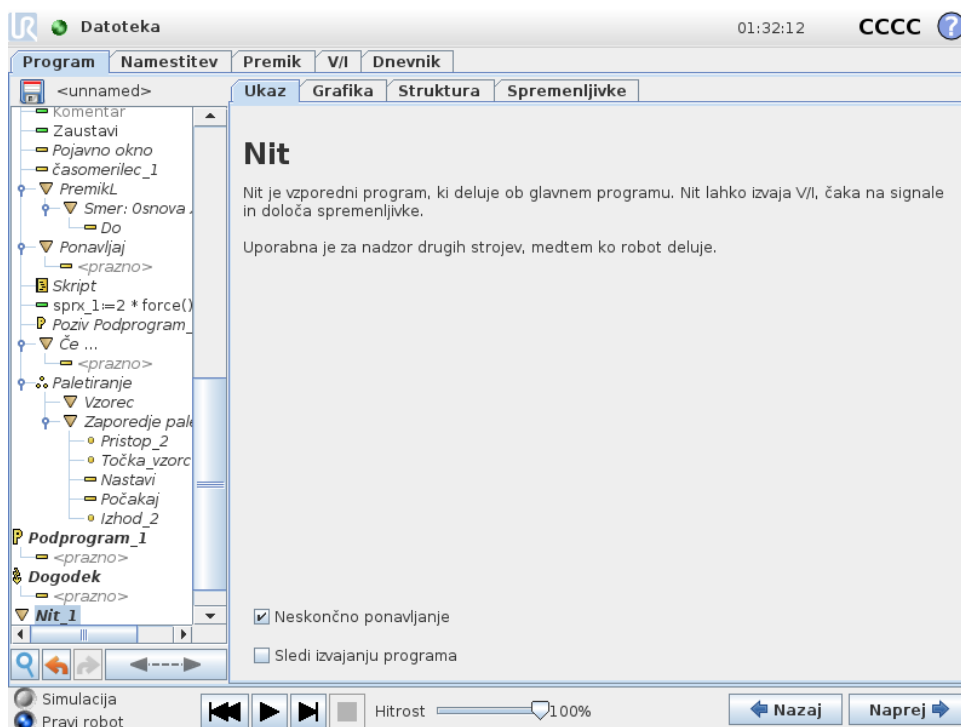 UR Datoteka 01:32:12 CCCC ?
Program Namestitev Premik V/I Dnevnik
<unnamed>
Ukaz Grafika Struktura Spremenljivke
Komentar
Zaustavi
Pojavno okno
časomerilec_1
PremikL
Smer: Osnova
Do
Ponavljaj
<prazno>
Skript
sprx_1:=2 * force()
Poziv Podprogram_
Če ...
<prazno>
Paletiranje
Vzorec
Zaporedje pale
Pristop_2
Točka_vzorc
Nastavi
Počakaj
Izhod_2
Podprogram_1
<prazno>
Dogodek
<prazno>
Nit_1
Nit
Nit je vzporedni program, ki deluje ob glavnem programu. Nit lahko izvaja V/I, čaka na signale
in določa spremenljivke.
Uporabna je za nadzor drugih strojev, medtem ko robot deluje.
Neskončno ponavljanje
Sledi izvajanju programa
Simulacija
Pravi robot
Hitrost 100%
Nazaj Naprej